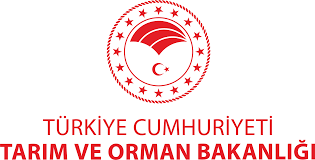 TÜRKİYE CUMHURİYETİ
TARIM VE ORMAN BAKANLIĞI